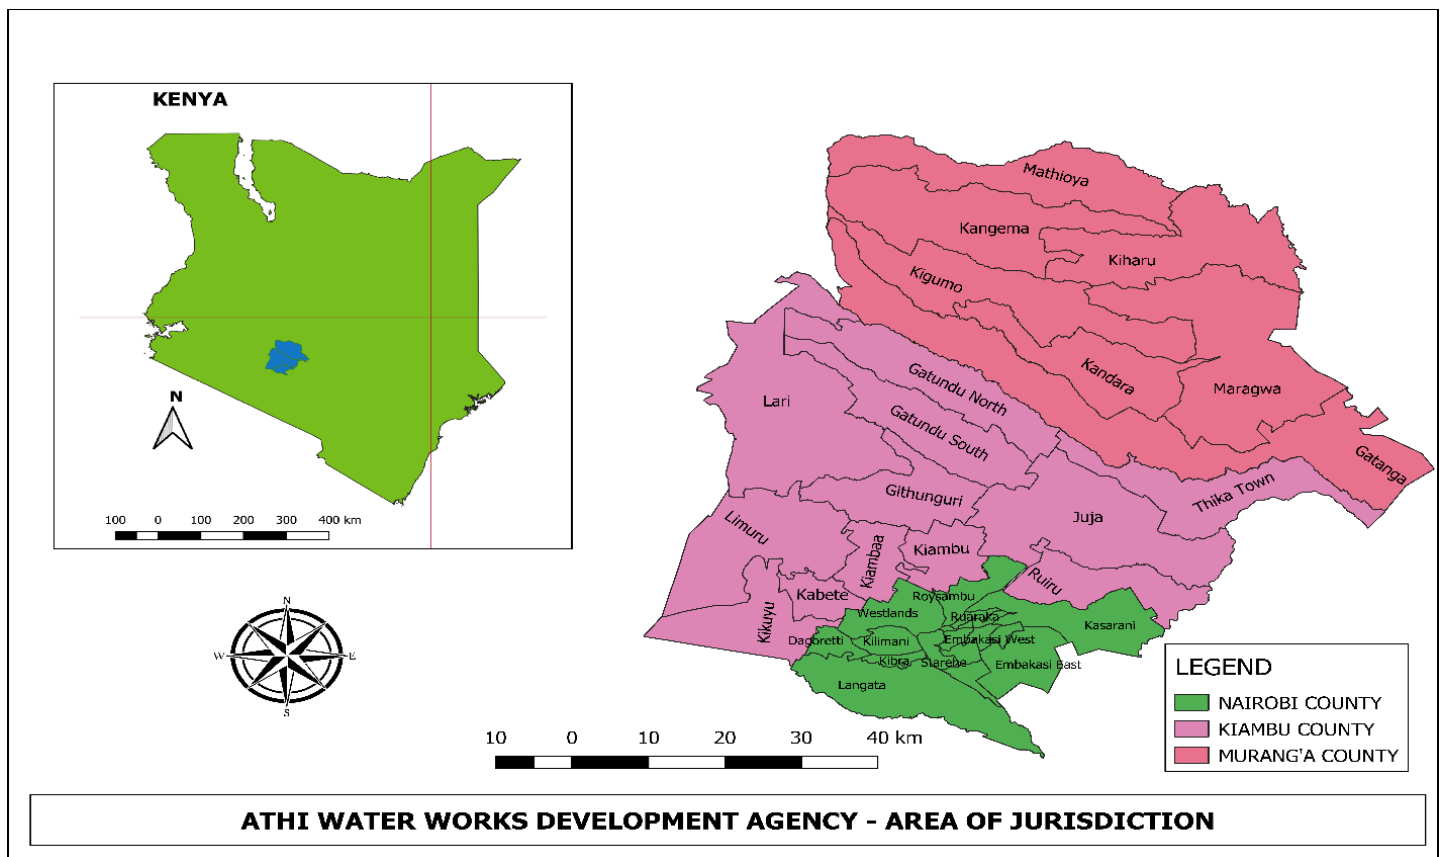 KENYA
N
100 0 100 200 300 400 km
N
W E
S
Mathioya
Kangema
Kiharu
Kigumo
Kandara
Maragwa
Gatanga
Gatundu North
Lari
Gatundu South
Githunguri
Thika Town
Juja
Limuru
Kiambaa
Kiambu
Ruiru
Kabete
Kikuyu
Roysambu
Westlands
Ruaraka
Kasarani
Dagoretti
Kilimani
Embakasi West
Kibra
Starehe
Embakasi East
Langata
LEGEND
NAIROBI COUNTY
KIAMBU COUNTY
MURANG'A COUNTY
10 0 10 20 30 40 km
ATHI WATER WORKS DEVELOPMENT AGENCY - AREA OF JURISDICTION